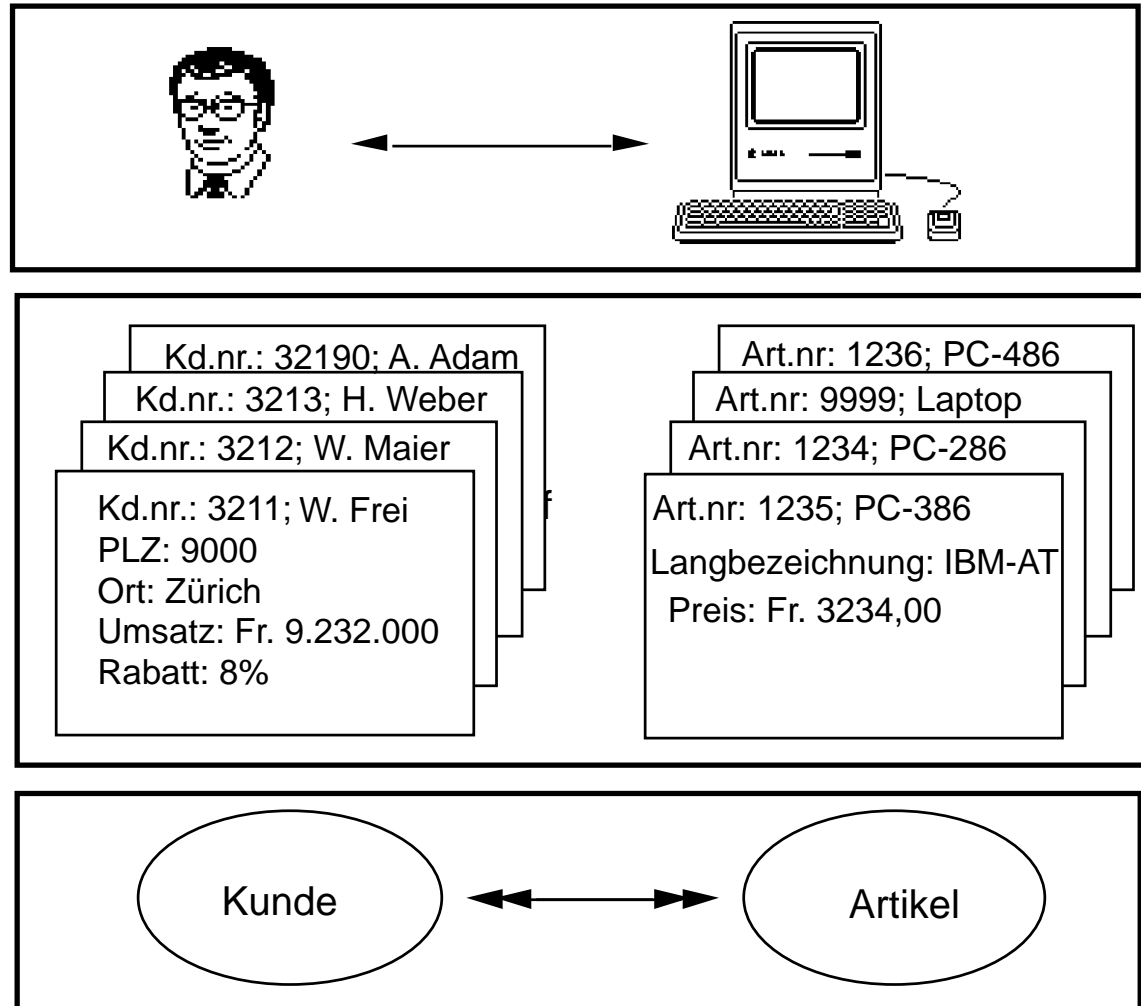 Kd.nr.: 32190; A. Adam
Kd.nr.: 3213; H. Weber
Kd.nr.: 3212; W. Maier
Kd.nr.: 3211; W. Frei
PLZ: 9000
Ort: Zürich
Umsatz: Fr. 9.232.000
Rabatt: 8%
f
Art.nr: 1236; PC-486
Art.nr: 9999; Laptop
Art.nr: 1234; PC-286
Art.nr: 1235; PC-386
Langbezeichnung: IBM-AT
Preis: Fr. 3234,00
Kunde
Artikel